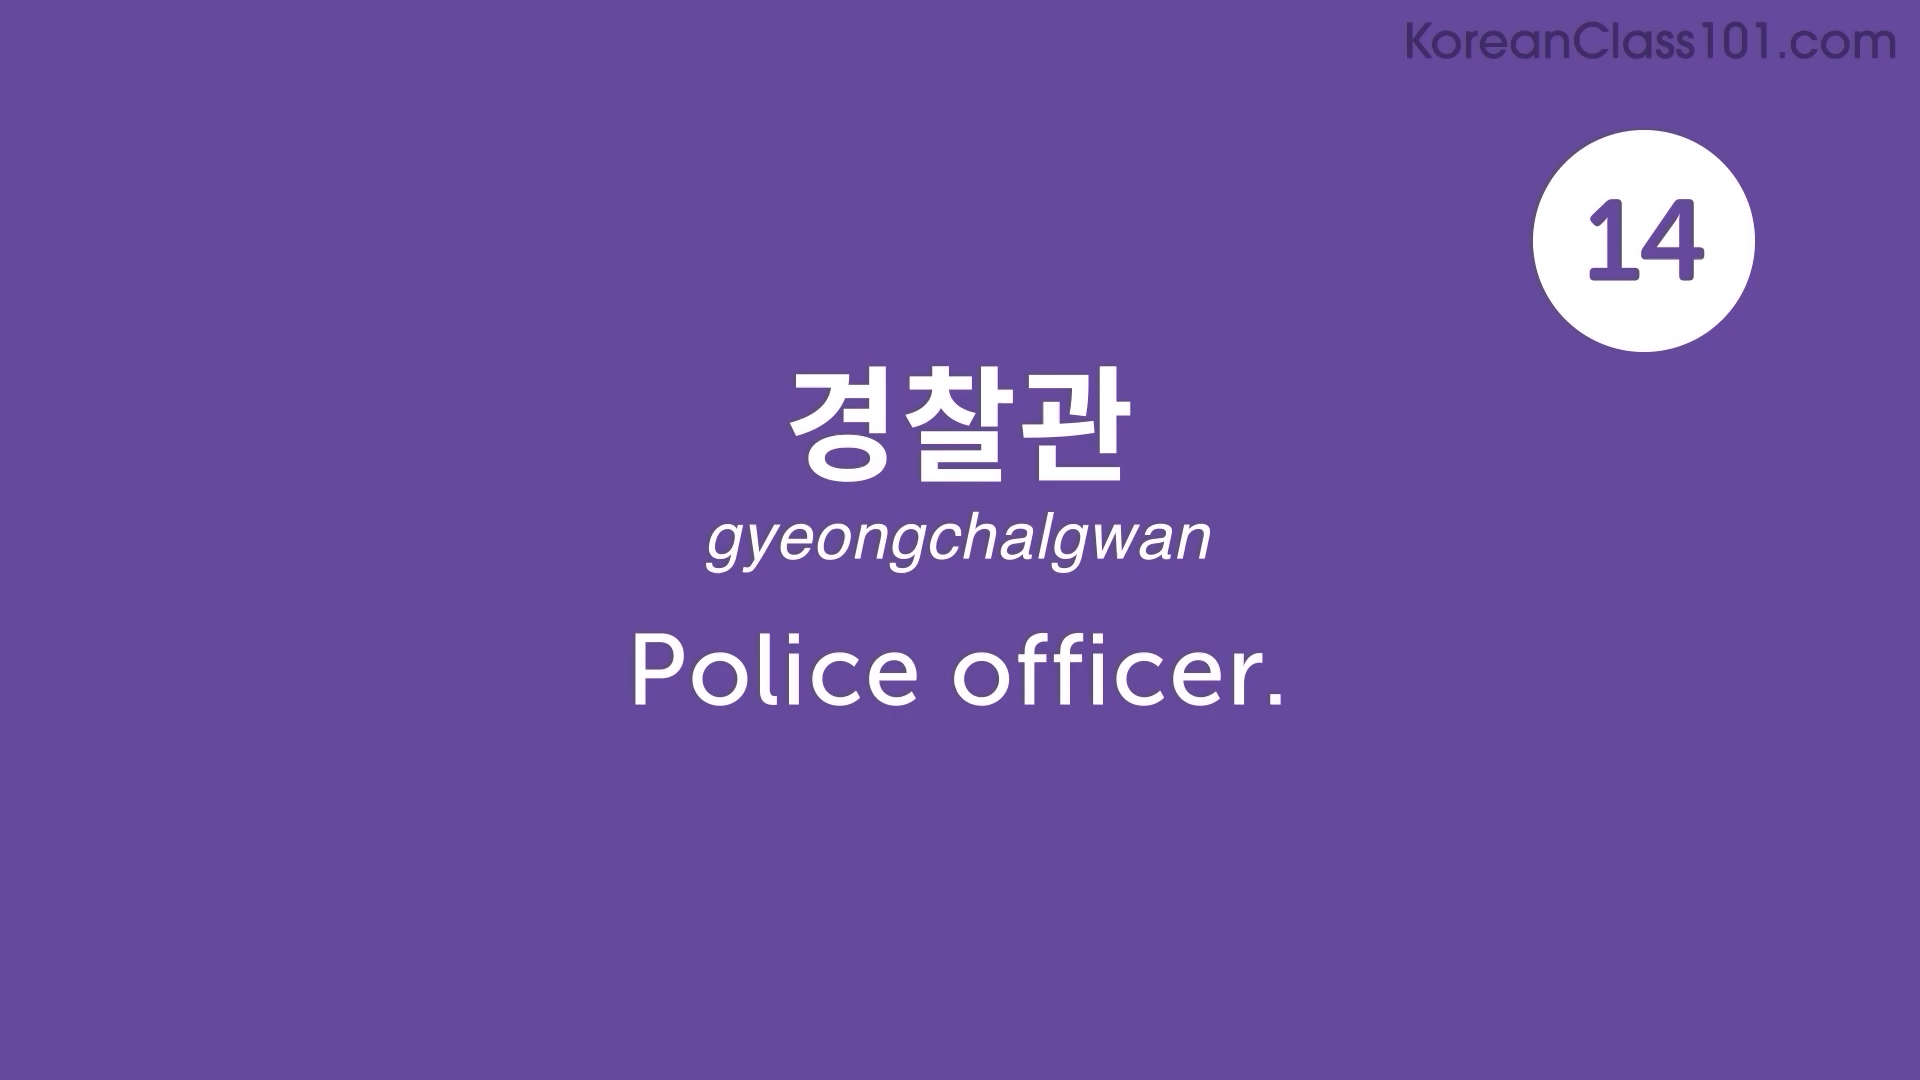 KoreanClass101.com
14
경찰관
gyeongchalgwan
Police officer.